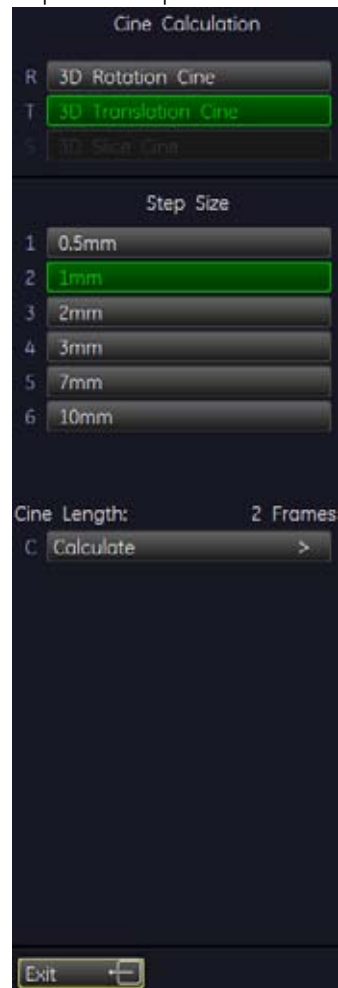 Cine Calculation
R 3D Rotation Cine
T 3D Translation Cine
S 3D Slice Cine
Step Size
1 0.5mm
2 1mm
3 2mm
4 3mm
5 7mm
6 10mm
Cine Length: 2 Frames
C Calculate >
Exit